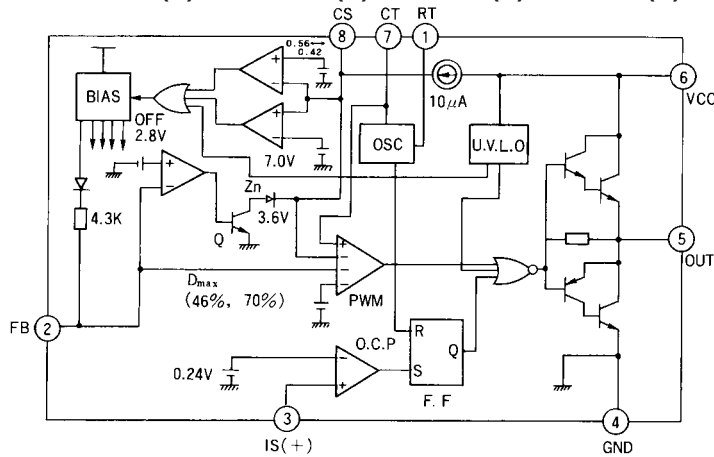 CS CT RT
8 7 1
0.56
0.42
6
VCC
BIAS
10μA
OFF
2.8V
OSC
U.V.L.O
7.0V
Zn
3.6V
4.3K
Q
5
OUT
Dmax
(46%, 70%)
PWM
FB 2
O.C.P
R
Q
S
0.24V
F.F
3
IS(+)
4
GND